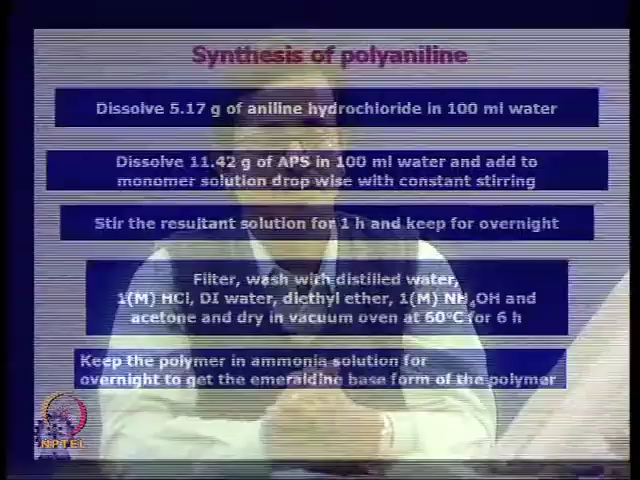 Synthesis of polyaniline
Dissolve 5.17 g of aniline hydrochloride in 100 ml water
Dissolve 11.42 g of APS in 100 ml water and add to
monomer solution drop wise with constant stirring
Stir the resultant solution for 1 h and keep for overnight
Filter, wash with distilled water,
1(M) HCl, DI water, diethyl ether, 1(M) NH₄OH and
acetone and dry in vacuum oven at 60°C for 6 h
Keep the polymer in ammonia solution for
overnight to get the emeraldine base form of the polymer
NPTEL